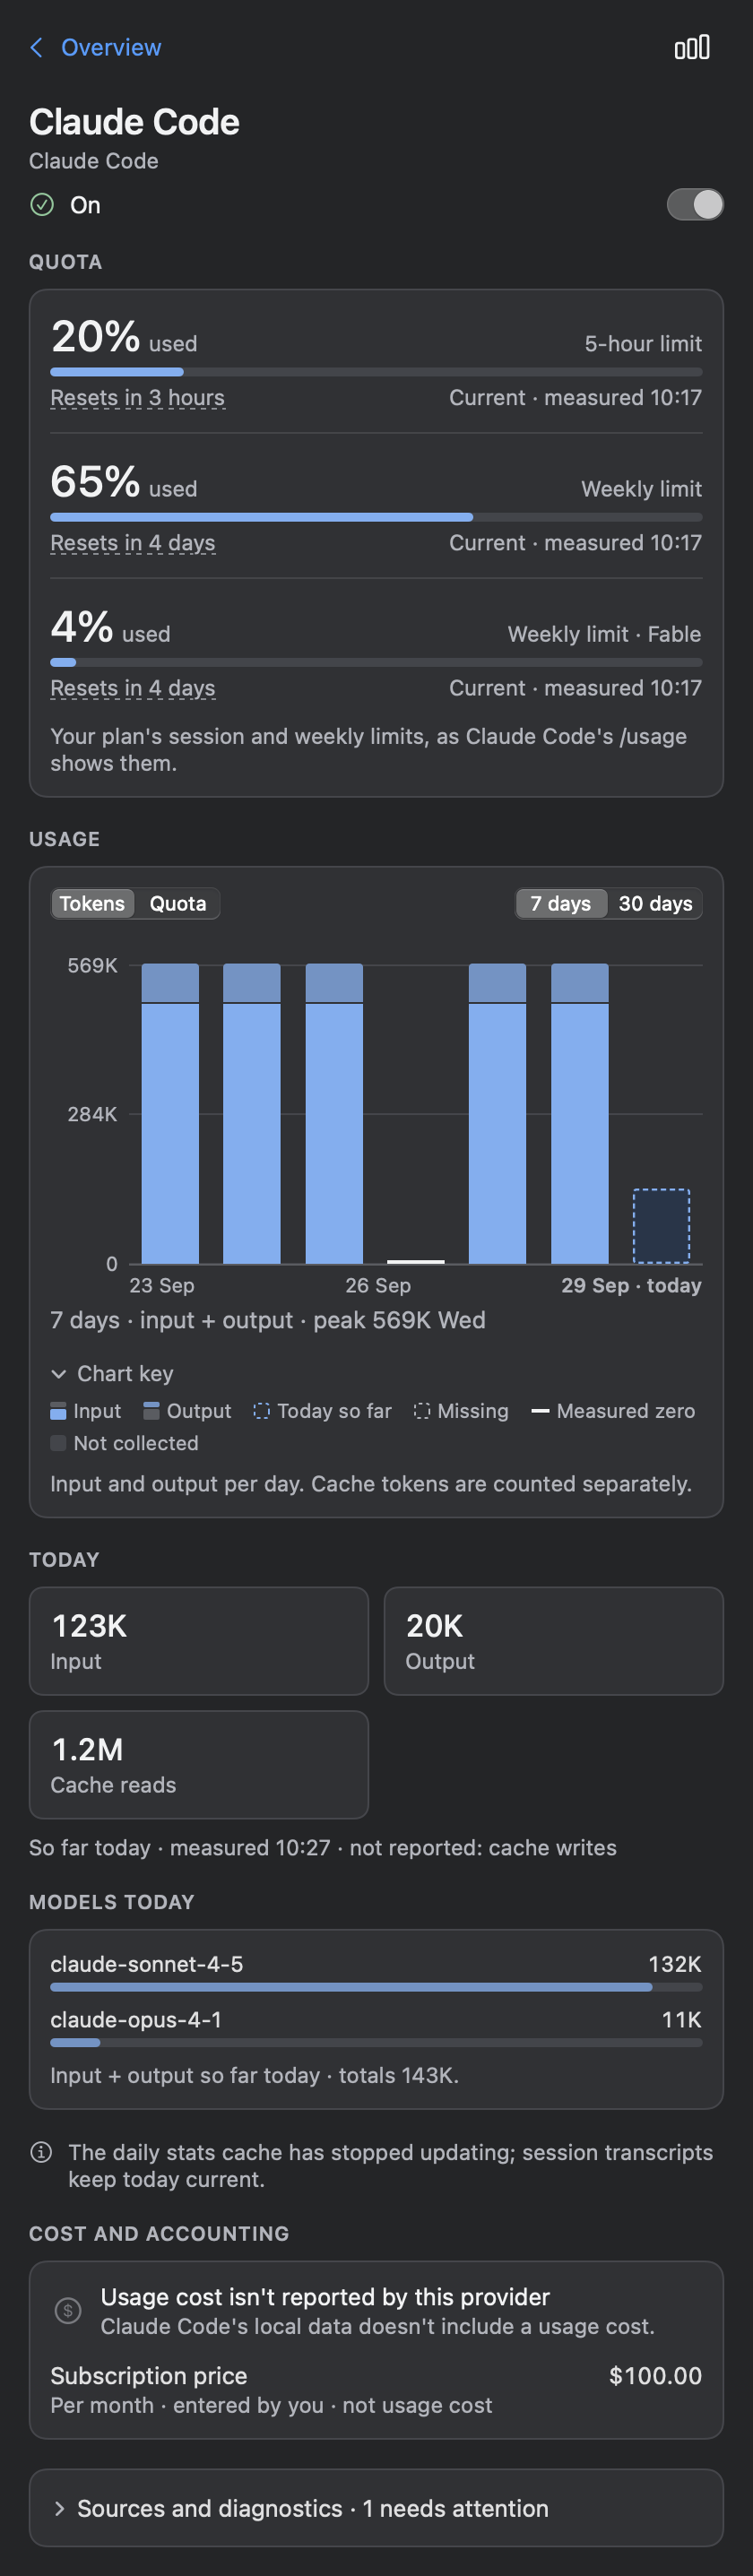 Overview
Claude Code
Claude Code
On
QUOTA
20% used 5-hour limit
Resets in 3 hours Current · measured 10:17
65% used Weekly limit
Resets in 4 days Current · measured 10:17
4% used Weekly limit · Fable
Resets in 4 days Current · measured 10:17
Your plan's session and weekly limits, as Claude Code's /usage
shows them.
USAGE
Tokens Quota 7 days 30 days
569K
284K
0
23 Sep 26 Sep 29 Sep · today
7 days · input + output · peak 569K Wed
Chart key
Input Output Today so far Missing Measured zero
Not collected
Input and output per day. Cache tokens are counted separately.
TODAY
123K 20K
Input Output
1.2M
Cache reads
So far today · measured 10:27 · not reported: cache writes
MODELS TODAY
claude-sonnet-4-5 132K
claude-opus-4-1 11K
Input + output so far today · totals 143K.
The daily stats cache has stopped updating; session transcripts
keep today current.
COST AND ACCOUNTING
$ Usage cost isn't reported by this provider
Claude Code's local data doesn't include a usage cost.
Subscription price $100.00
Per month · entered by you · not usage cost
Sources and diagnostics · 1 needs attention